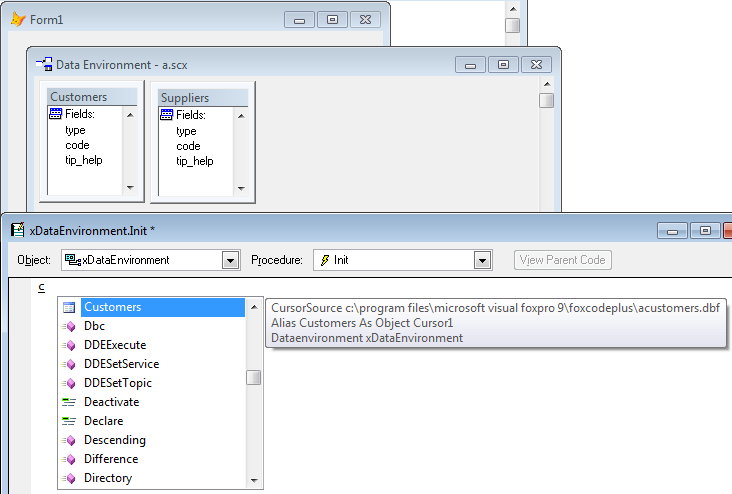 Form1
Data Environment - a.scx
Customers
Fields:
type
code
tip_help
Suppliers
Fields:
type
code
tip_help
xDataEnvironment.Init *
Object: xDataEnvironment Procedure: Init View Parent Code
c
Customers
Dbc
DDEExecute
DDESetService
DDESetTopic
Deactivate
Declare
Descending
Difference
Directory
CursorSource c:\program files\microsoft visual foxpro 9\foxcodeplus\acustomers.dbf
Alias Customers As Object Cursor1
Dataenvironment xDataEnvironment